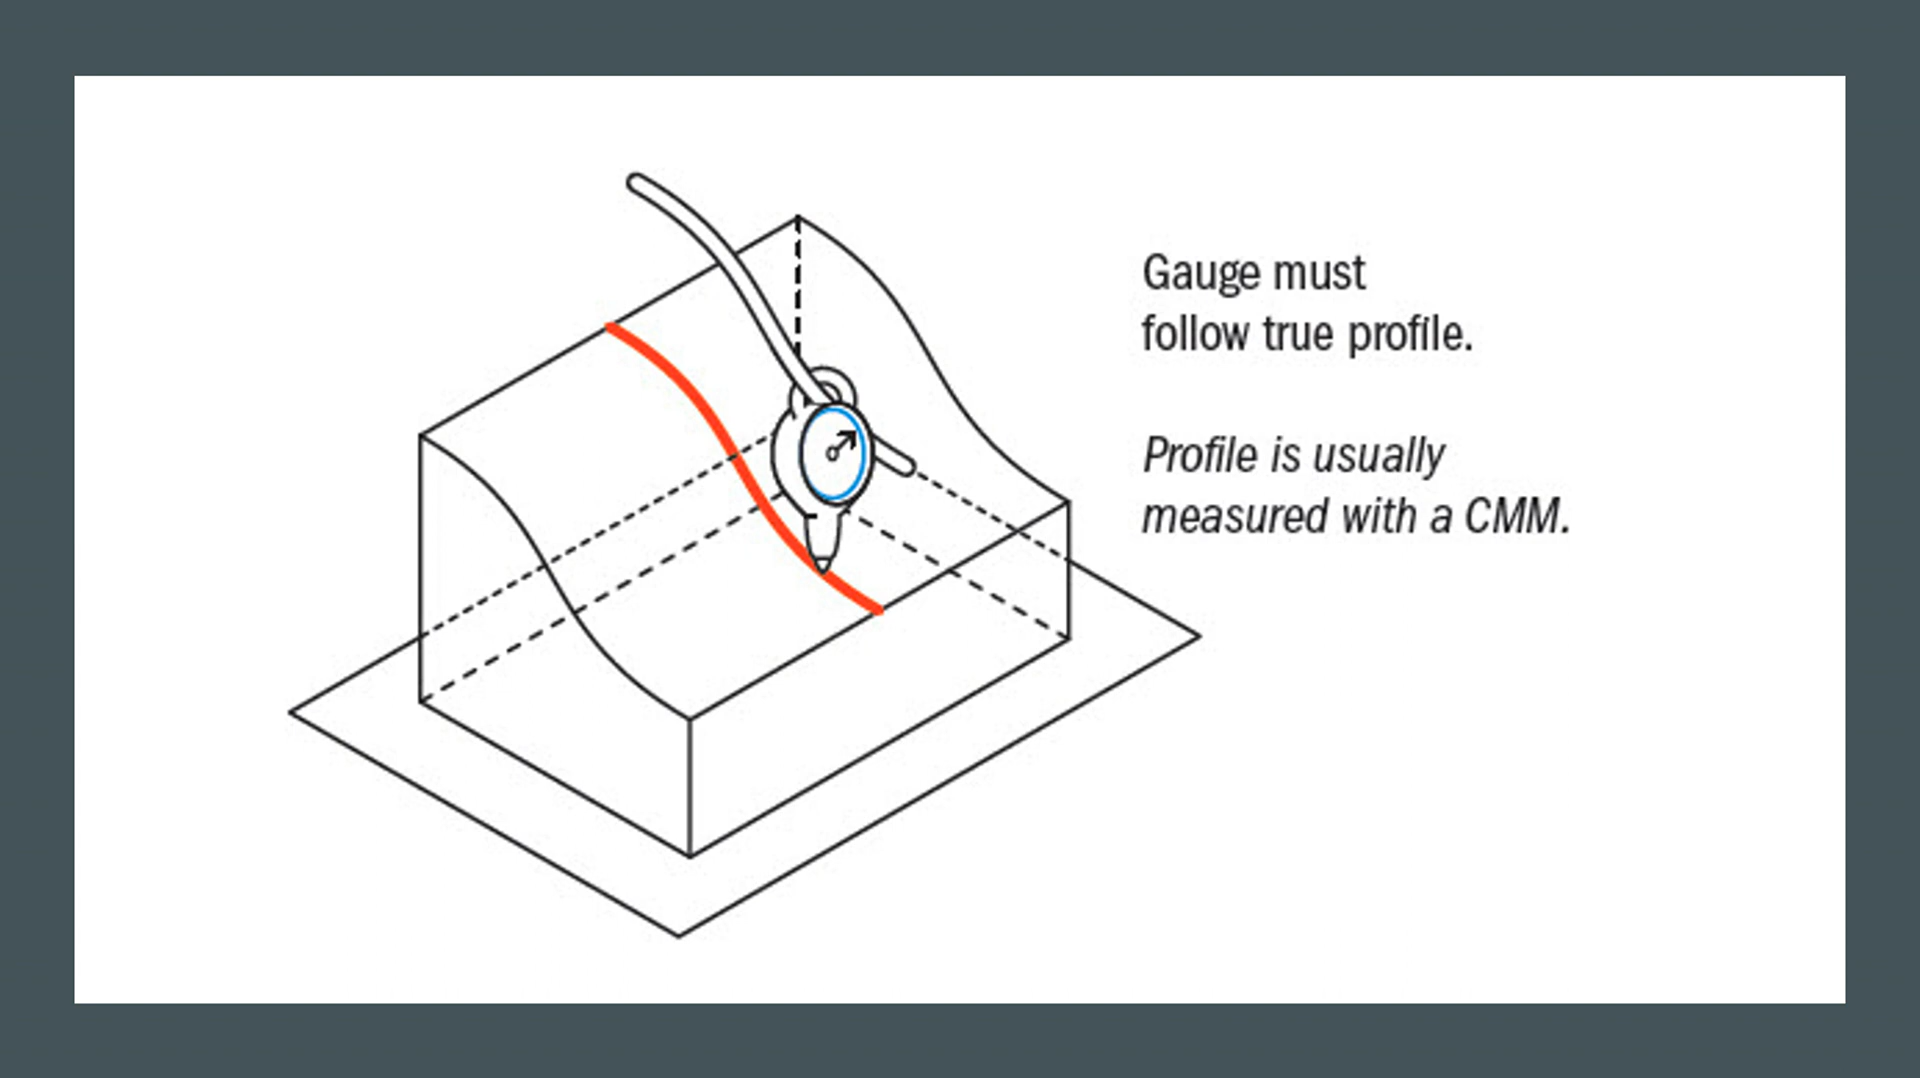 Gauge must
follow true profile.
Profile is usually
measured with a CMM.